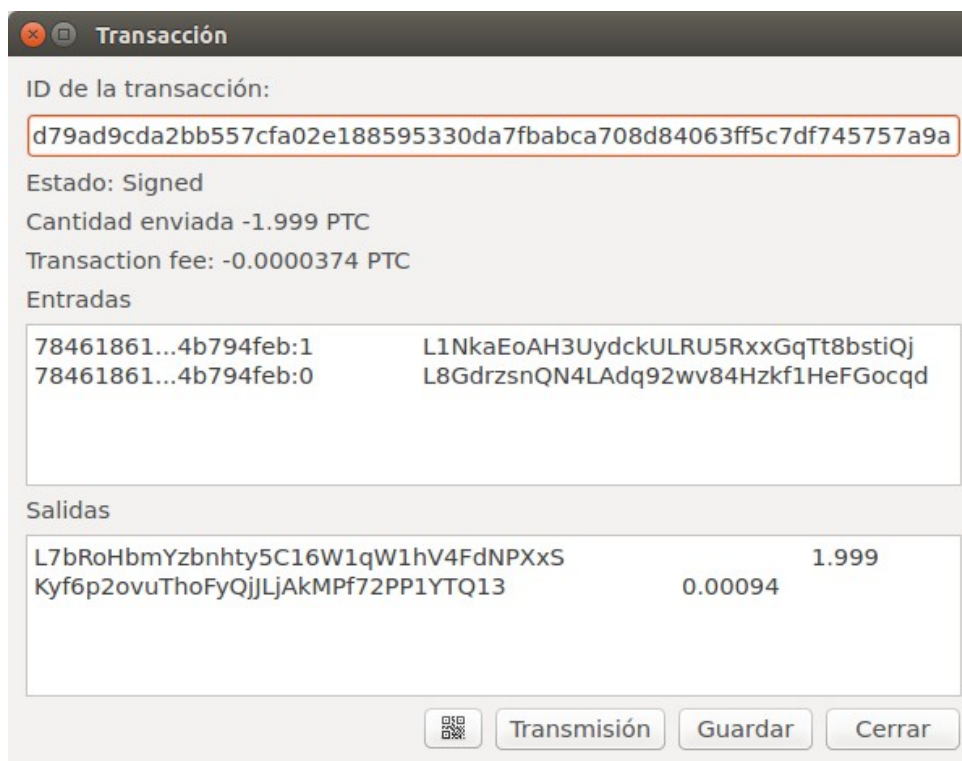 Transacción
ID de la transacción:
d79ad9cda2bb557cfa02e188595330da7fbabca708d84063ff5c7df745757a9a
Estado: Signed
Cantidad enviada -1.999 PTC
Transaction fee: -0.0000374 PTC
Entradas
78461861...4b794feb:1 L1NkaEoAH3UydckULRU5RxxGqTt8bstiQj
78461861...4b794feb:0 L8GdrzsnQN4LAdq92wv84Hzkf1HeFGocqd
Salidas
L7bRoHbmYzbnhty5C16W1qW1hV4FdNPXxS 1.999
Kyf6p2ovuThoFyQjJLjAkMPf72PP1YTQ13 0.00094
Transmisión Guardar Cerrar